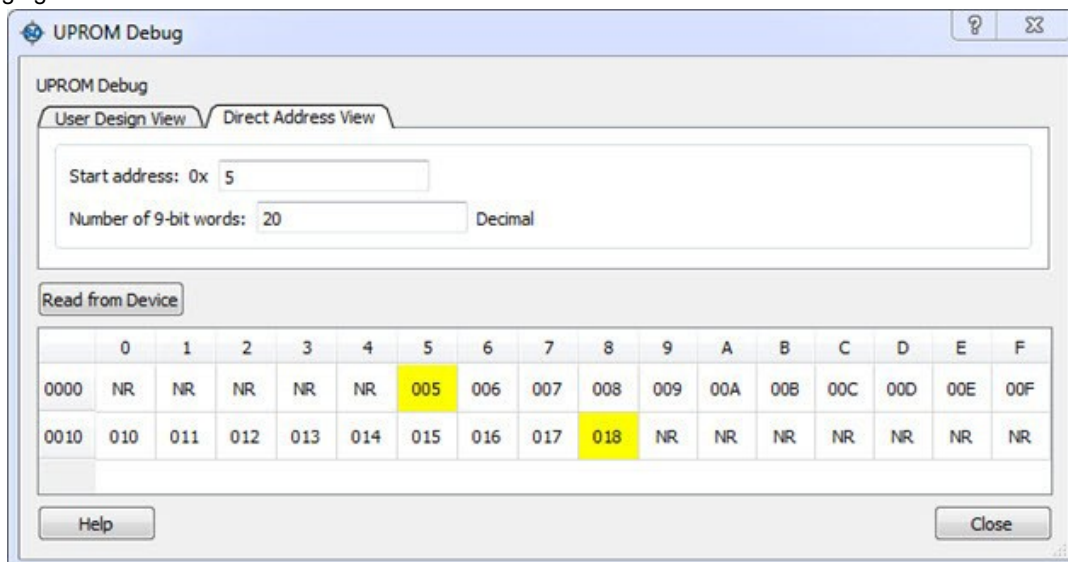 UPROM Debug
UPROM Debug
User Design View Direct Address View
Start address: 0x 5
Number of 9-bit words: 20 Decimal
Read from Device
0 1 2 3 4 5 6 7 8 9 A B C D E F
0000 NR NR NR NR NR 005 006 007 008 009 00A 00B 00C 00D 00E 00F
0010 010 011 012 013 014 015 016 017 018 NR NR NR NR NR NR NR
Help Close